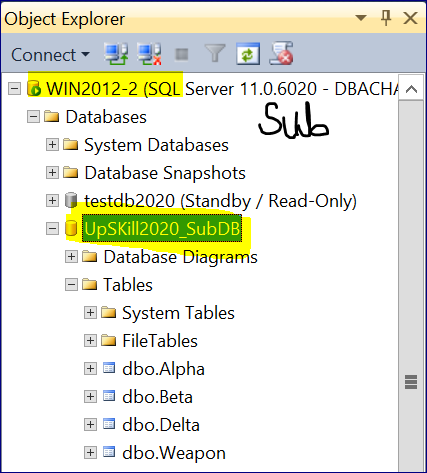 Object Explorer
Connect
WIN2012-2 (SQL Server 11.0.6020 - DBACHA
Sub
Databases
System Databases
Database Snapshots
testdb2020 (Standby / Read-Only)
UpSKill2020_SubDB
Database Diagrams
Tables
System Tables
FileTables
dbo.Alpha
dbo.Beta
dbo.Delta
dbo.Weapon